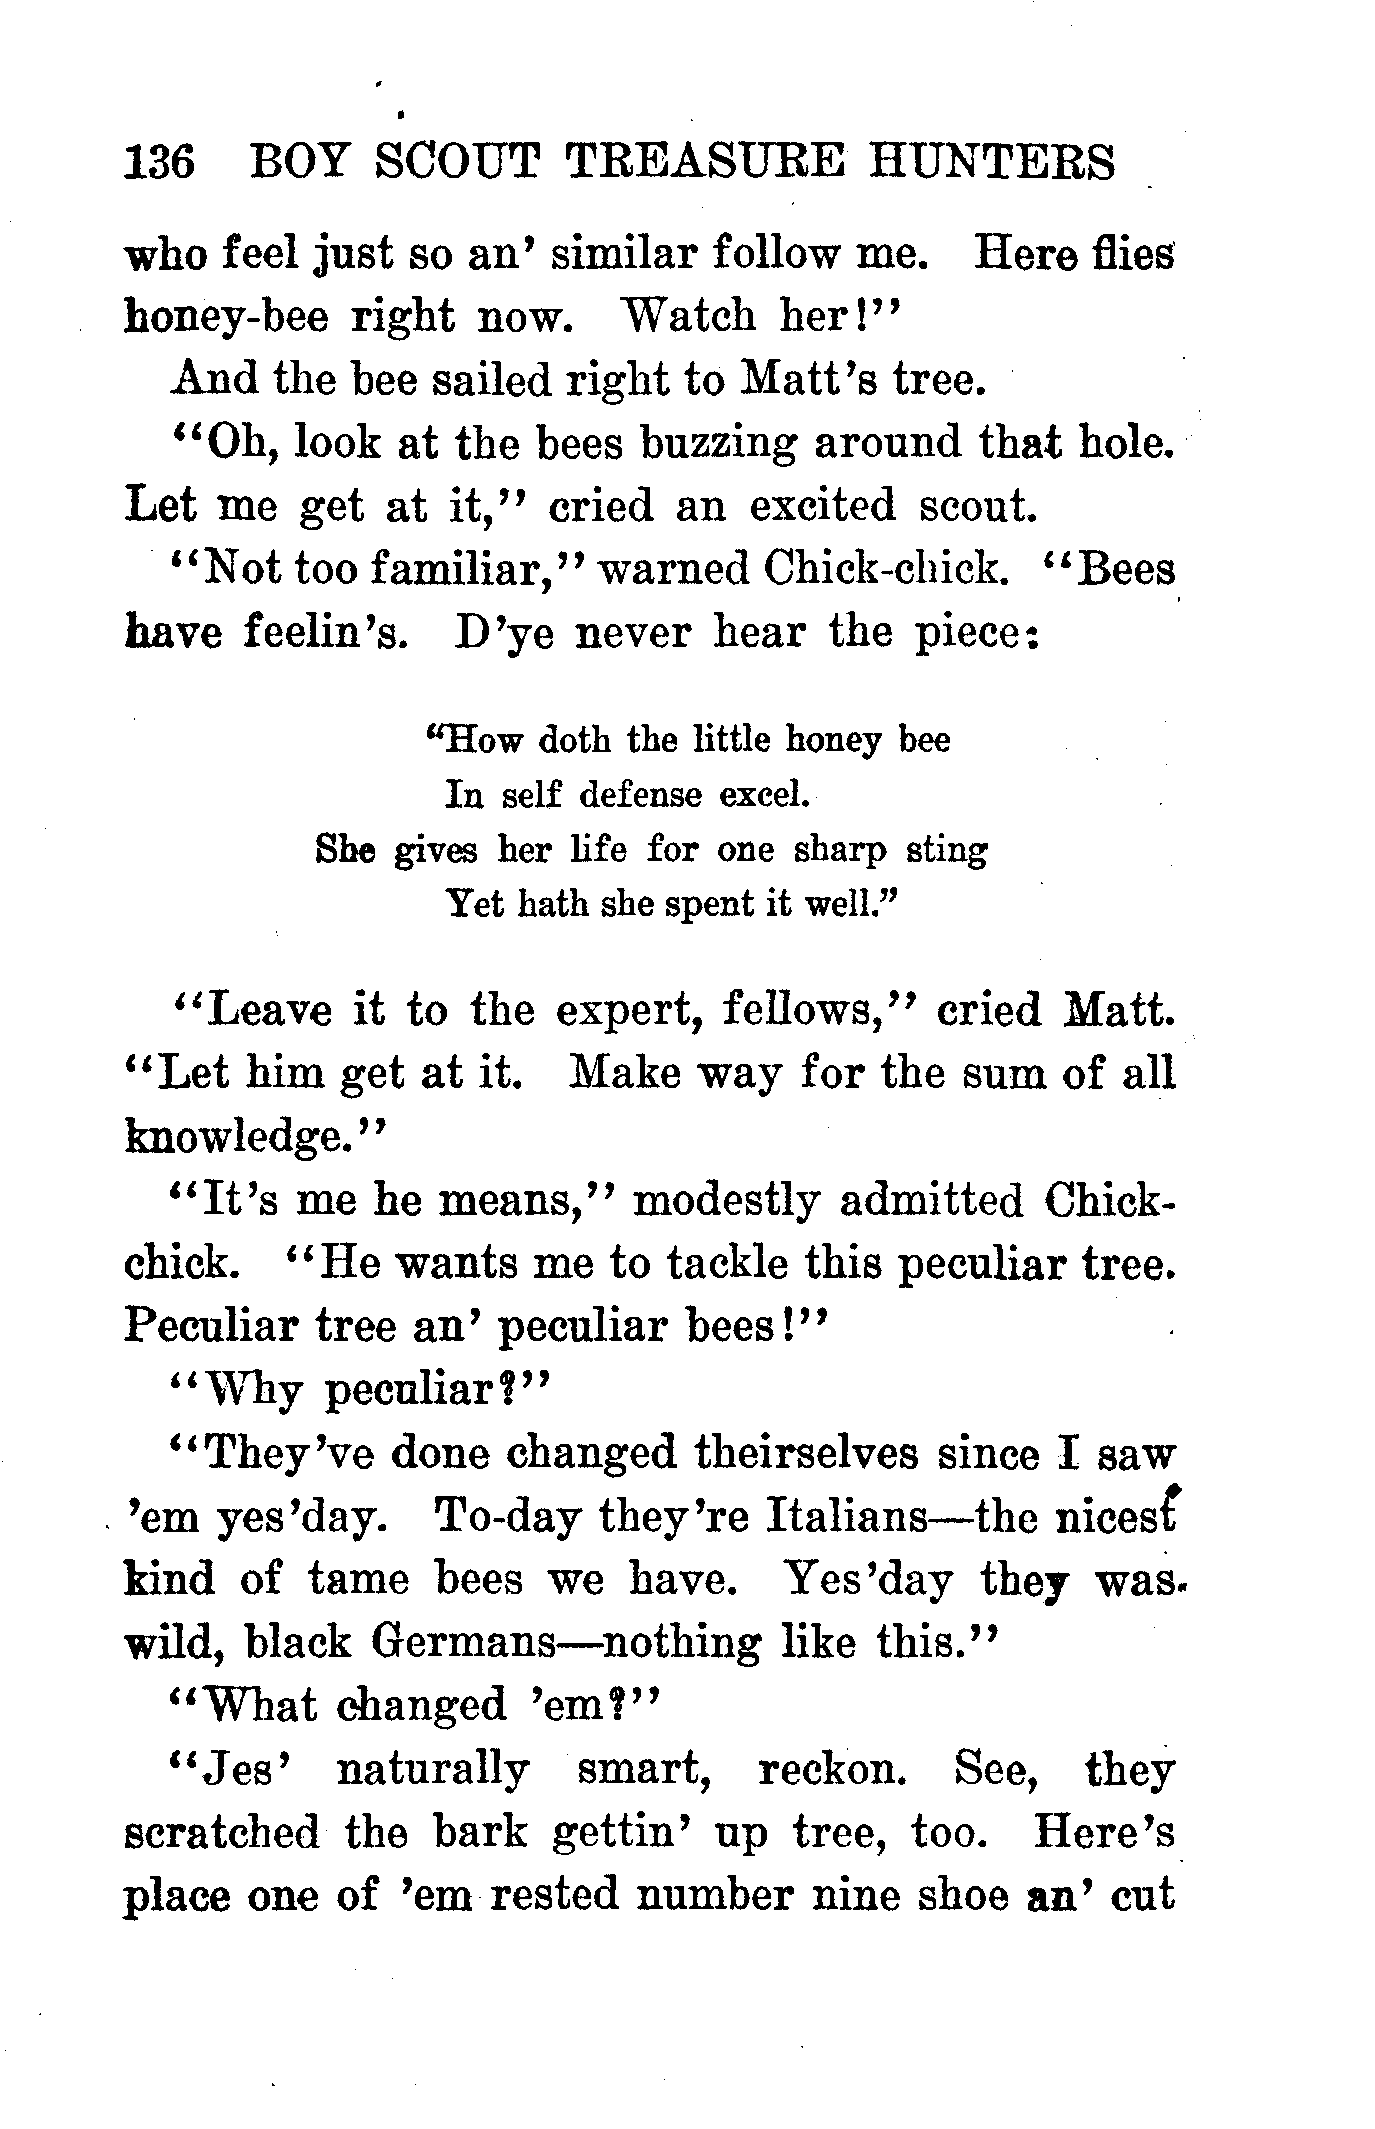 136 BOY SCOUT TREASURE HUNTERS
who feel just so an' similar follow me. Here flies
honey-bee right now. Watch her!"
And the bee sailed right to Matt's tree.
"Oh, look at the bees buzzing around that hole.
Let me get at it," cried an excited scout.
"Not too familiar," warned Chick-chick. "Bees
have feelin's. D'ye never hear the piece:
"How doth the little honey bee
In self defense excel.
She gives her life for one sharp sting
Yet hath she spent it well."
"Leave it to the expert, fellows," cried Matt.
"Let him get at it. Make way for the sum of all
knowledge."
"It's me he means," modestly admitted Chick-
chick. "He wants me to tackle this peculiar tree.
Peculiar tree an' peculiar bees!"
"Why peculiar?"
"They've done changed theirselves since I saw
'em yes'day. To-day they're Italians—the nicest
kind of tame bees we have. Yes'day they was
wild, black Germans—nothing like this."
"What changed 'em?"
"Jes' naturally smart, reckon. See, they
scratched the bark gettin' up tree, too. Here's
place one of 'em rested number nine shoe an' cut